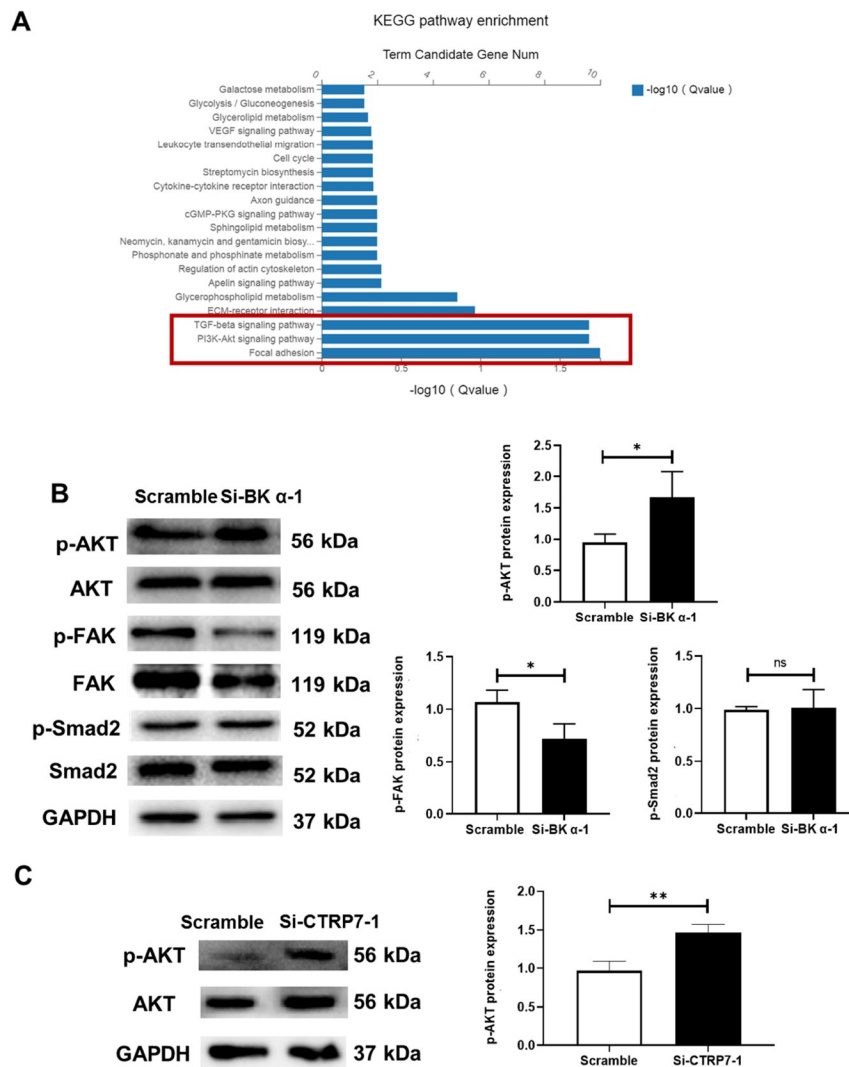 A
KEGG pathway enrichment
Term Candidate Gene Num
0 2 4 6 8 10
-log10 ( Qvalue )
Galactose metabolism
Glycolysis / Gluconeogenesis
Glycerolipid metabolism
VEGF signaling pathway
Leukocyte transendothelial migration
Cell cycle
Streptomycin biosynthesis
Cytokine-cytokine receptor interaction
Axon guidance
cGMP-PKG signaling pathway
Sphingolipid metabolism
Neomycin, kanamycin and gentamicin biosy...
Phosphonate and phosphinate metabolism
Regulation of actin cytoskeleton
Apelin signaling pathway
Glycerophospholipid metabolism
ECM-receptor interaction
TGF-beta signaling pathway
PI3K-Akt signaling pathway
Focal adhesion
0 0.5 1 1.5
-log10 ( Qvalue )
B
Scramble Si-BK α-1
p-AKT 56 kDa
AKT 56 kDa
p-FAK 119 kDa
FAK 119 kDa
p-Smad2 52 kDa
Smad2 52 kDa
GAPDH 37 kDa
p-AKT protein expression
2.5
2.0
1.5
1.0
0.5
0.0
*
Scramble Si-BK α-1
p-FAK protein expression
1.5
1.0
0.5
0.0
*
Scramble Si-BK α-1
p-Smad2 protein expression
1.5
1.0
0.5
0.0
ns
Scramble Si-BK α-1
C
Scramble Si-CTRP7-1
p-AKT 56 kDa
AKT 56 kDa
GAPDH 37 kDa
p-AKT protein expression
2.0
1.5
1.0
0.5
0.0
**
Scramble Si-CTRP7-1